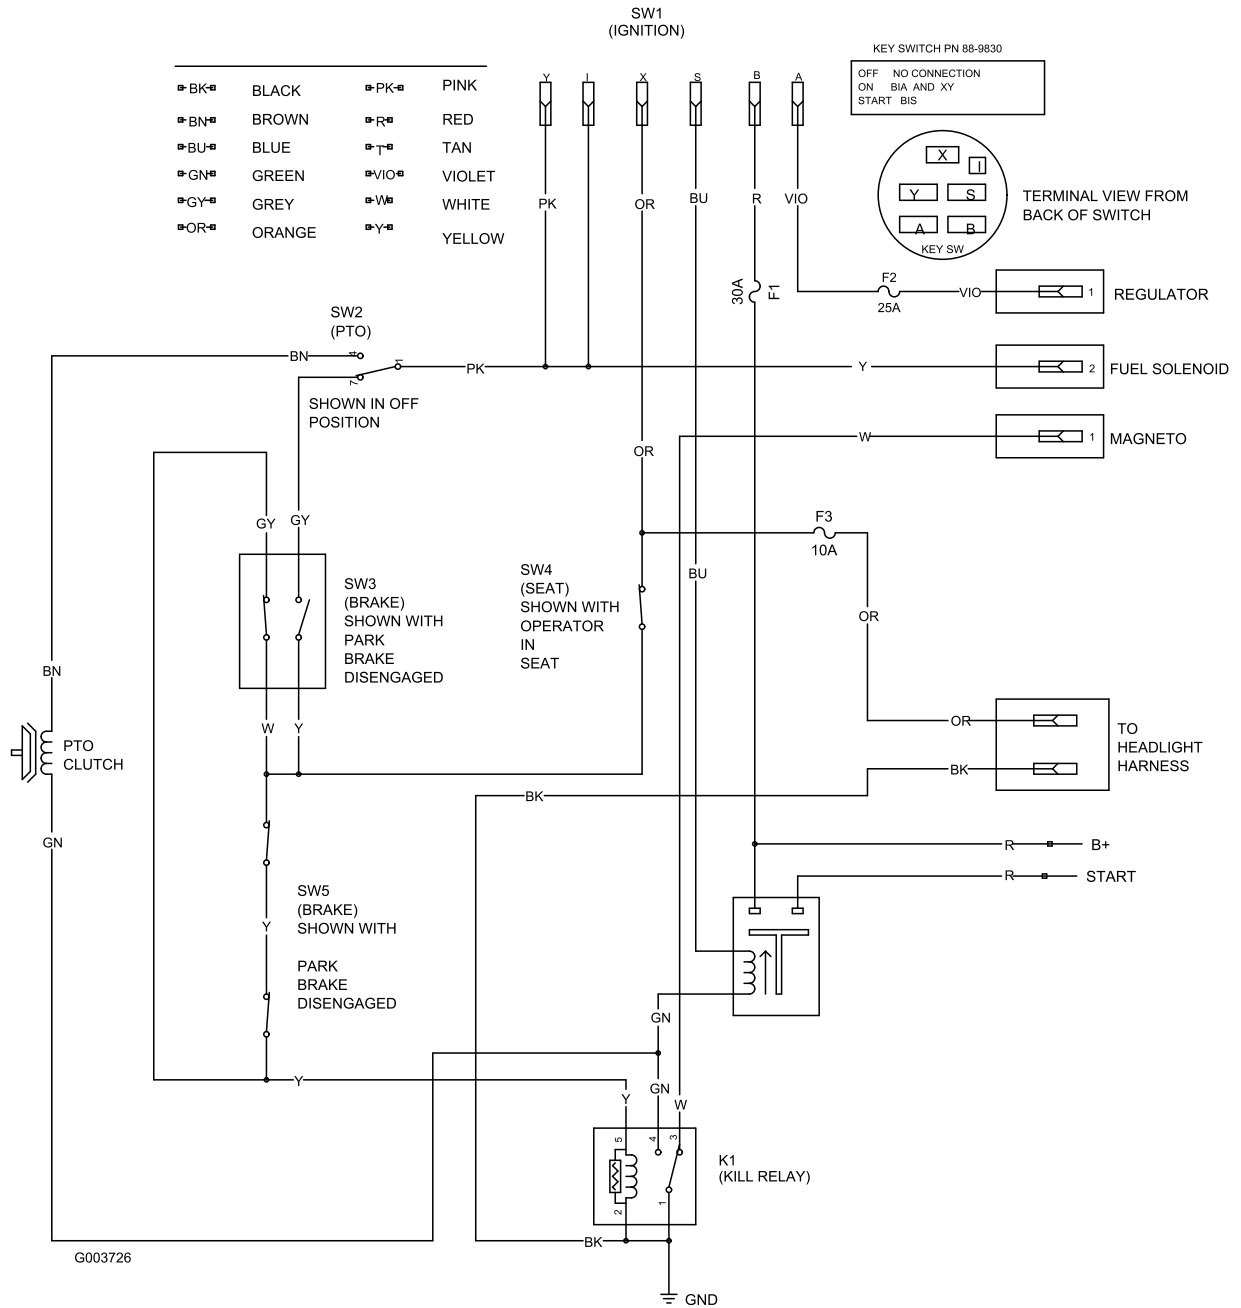 SW1
(IGNITION)
KEY SWITCH PN 88-9830
OFF NO CONNECTION
ON BIA AND XY
START BIS
BK BLACK PK PINK
BN BROWN R RED
BU BLUE T TAN
GN GREEN VIO VIOLET
GY GREY W WHITE
OR ORANGE Y YELLOW
Y I X S B A
PK OR BU R VIO
X
I
Y S
A B
KEY SW
TERMINAL VIEW FROM
BACK OF SWITCH
30A
F1
F2
25A
VIO
1
REGULATOR
SW2
(PTO)
BN
4
1
7
PK
Y
2
FUEL SOLENOID
SHOWN IN OFF
POSITION
OR
W
1
MAGNETO
GY
GY
F3
10A
SW3
(BRAKE)
SHOWN WITH
PARK
BRAKE
DISENGAGED
SW4
(SEAT)
SHOWN WITH
OPERATOR
IN
SEAT
BU
OR
BN
W
Y
OR
PTO
CLUTCH
TO
HEADLIGHT
HARNESS
BK
BK
GN
R
B+
R
START
SW5
(BRAKE)
SHOWN WITH
PARK
BRAKE
DISENGAGED
Y
GN
GN
Y
Y
W
5
4
3
K1
(KILL RELAY)
2
1
BK
G003726
GND